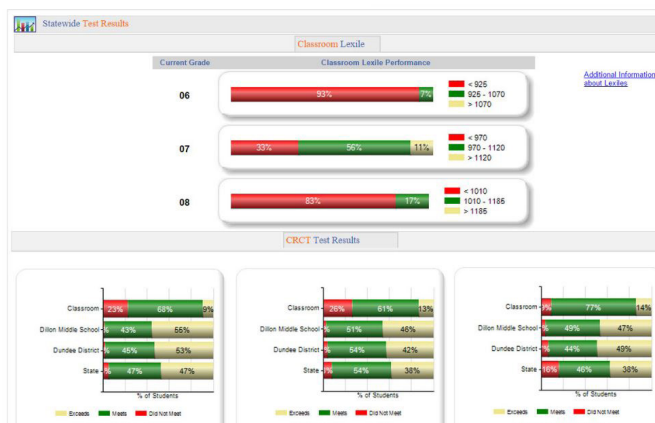 Statewide Test Results
Classroom Lexile
Current Grade Classroom Lexile Performance
Additional Information
about Lexiles
06 93% 7% < 925
925 - 1070
> 1070
07 33% 56% 11% < 970
970 - 1120
> 1120
08 83% 17% < 1010
1010 - 1185
> 1185
CRCT Test Results
Classroom 23% 68% 9%
Dillon Middle School % 43% 56%
Dundee District % 45% 53%
State % 47% 47%
% of Students
Exceeds Meets Did Not Meet
Classroom 26% 61% 13%
Dillon Middle School % 51% 46%
Dundee District % 54% 42%
State % 54% 38%
% of Students
Exceeds Meets Did Not Meet
Classroom % 77% 14%
Dillon Middle School % 49% 47%
Dundee District % 44% 49%
State 16% 46% 38%
% of Students
Exceeds Meets Did Not Meet